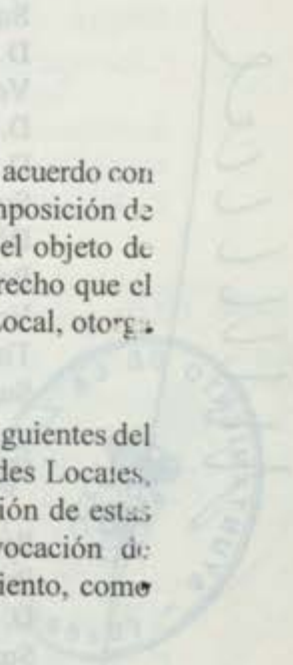 acuerdo con
mposición de
el objeto de
recho que el
Local, otorga
guientes del
des Locales,
ión de estas
vocación de
iento, como